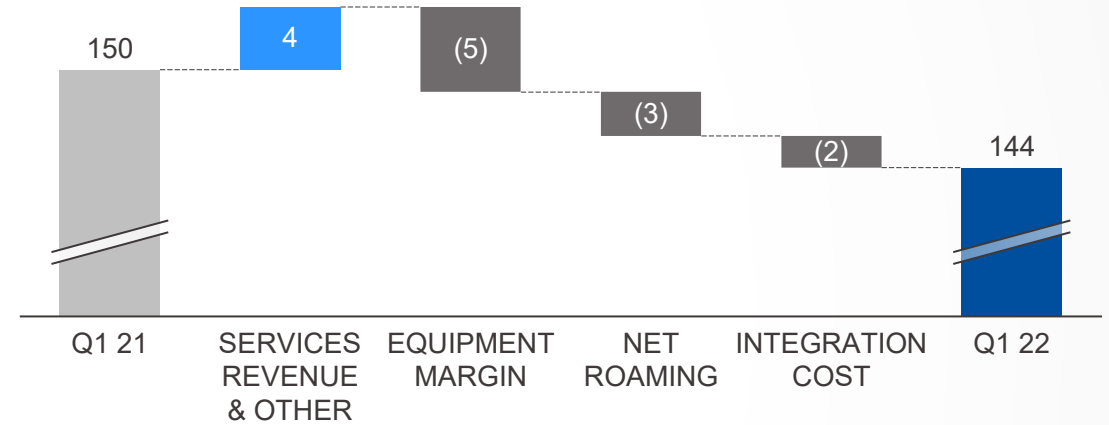 150
4
(5)
(3)
(2)
144
Q1 21
SERVICES
REVENUE
& OTHER
EQUIPMENT
MARGIN
NET
ROAMING
INTEGRATION
COST
Q1 22